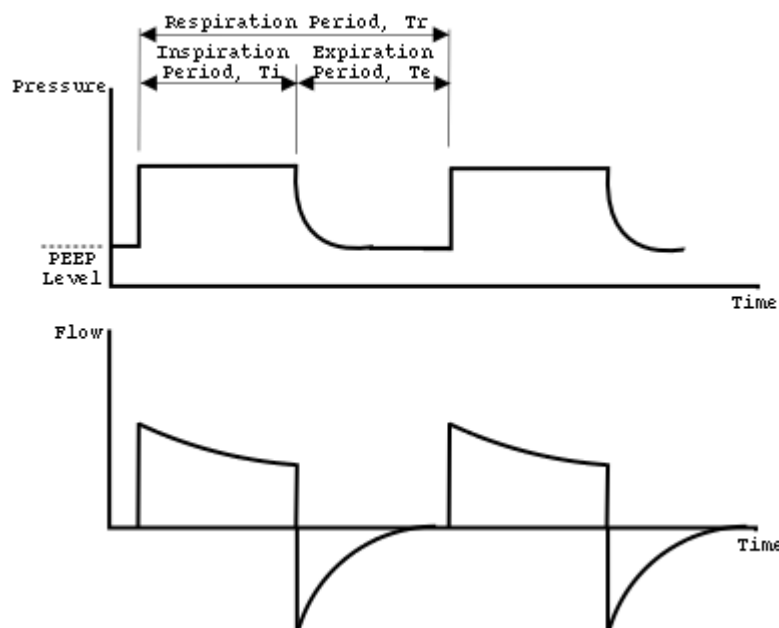 Respiration Period, Tr
Inspiration
Period, Ti
Expiration
Period, Te
Pressure
PEEP
Level
Time
Flow
Time